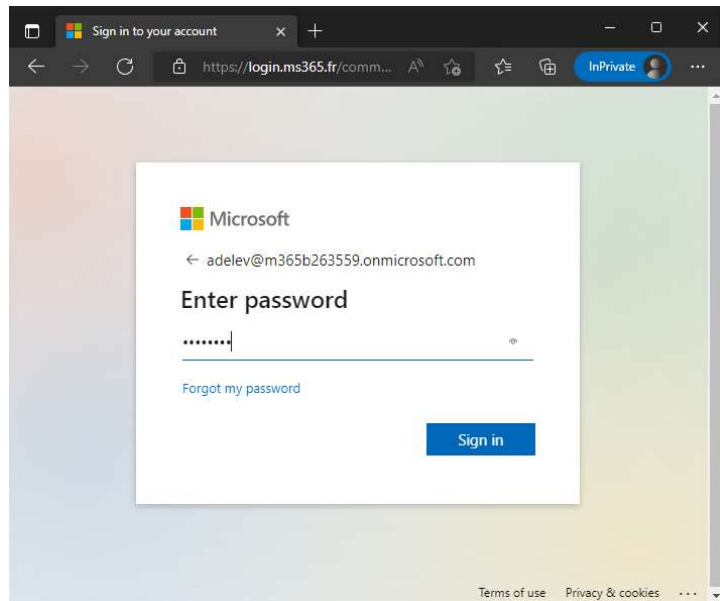 Sign in to your account
https://login.ms365.fr/comm...
InPrivate
Microsoft
adelev@m365b263559.onmicrosoft.com
Enter password
Forgot my password
Sign in
Terms of use Privacy & cookies ...